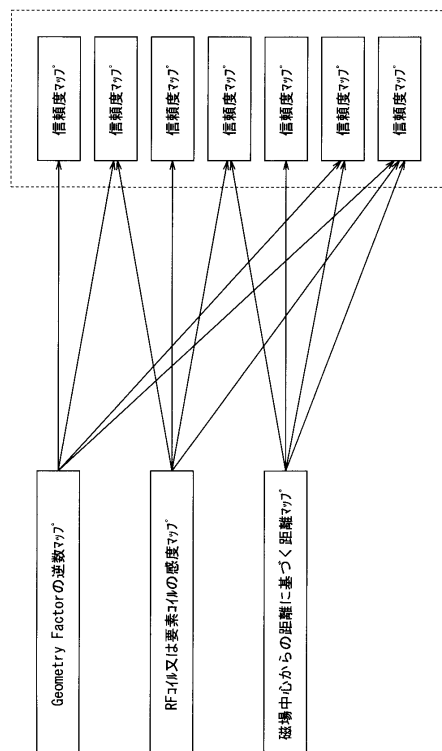 信頼度マップ
信頼度マップ
信頼度マップ
信頼度マップ
信頼度マップ
信頼度マップ
信頼度マップ
Geometry Factorの逆数マップ
RFコイル又は要素コイルの感度マップ
磁場中心からの距離に基づく距離マップ